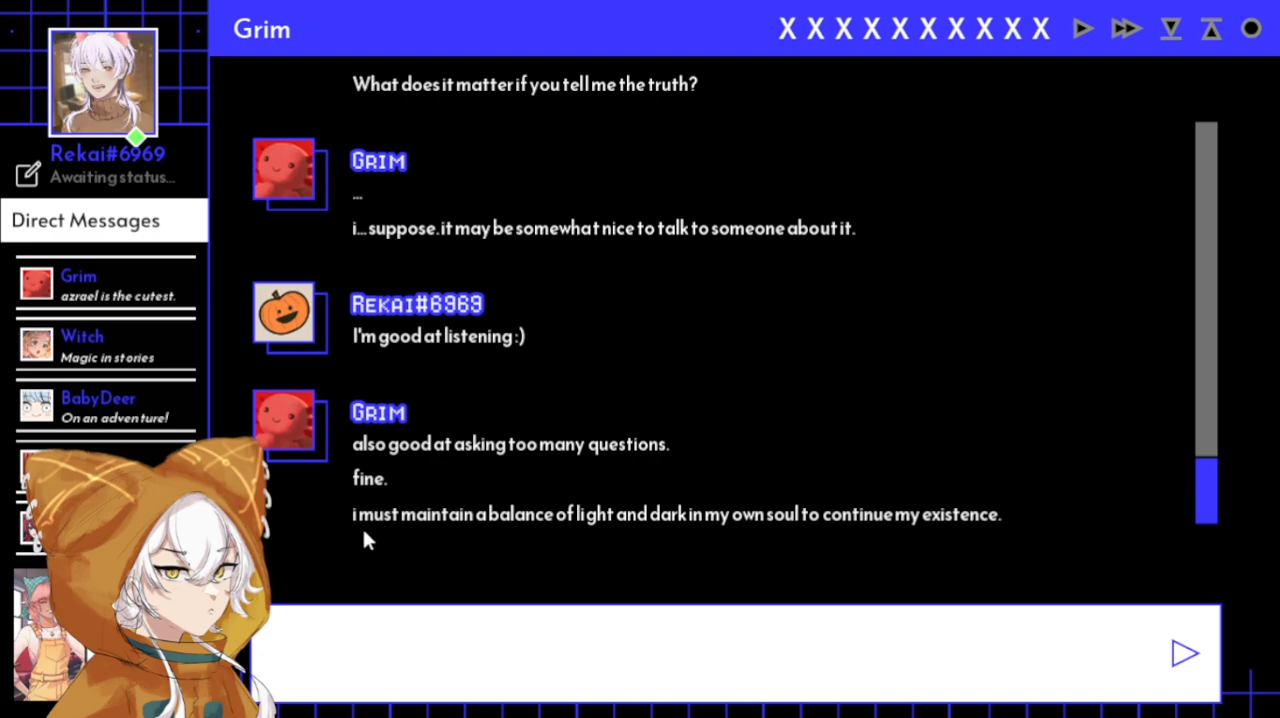 Grim
X X X X X X X X X X
What does it matter if you tell me the truth?
GRIM
...
i... suppose. it may be somewhat nice to talk to someone about it.
REKAI#6969
I'm good at listening :)
GRIM
also good at asking too many questions.
fine.
i must maintain a balance of light and dark in my own soul to continue my existence.
Rekai#6969
Awaiting status...
Direct Messages
Grim
azrael is the cutest.
Witch
Magic in stories
BabyDeer
On an adventure!